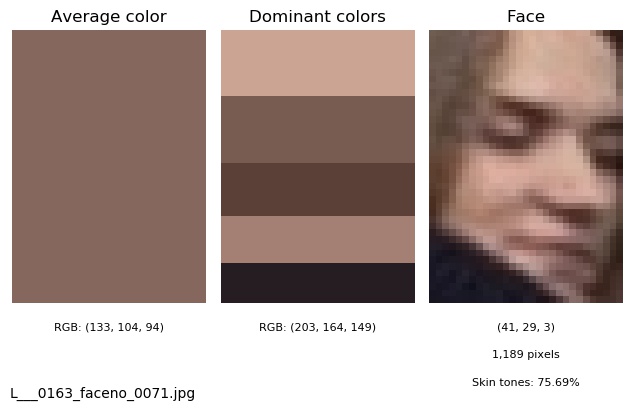 Average color
Dominant colors
Face
RGB: (133, 104, 94)
RGB: (203, 164, 149)
(41, 29, 3)
1,189 pixels
Skin tones: 75.69%
L___0163_faceno_0071.jpg